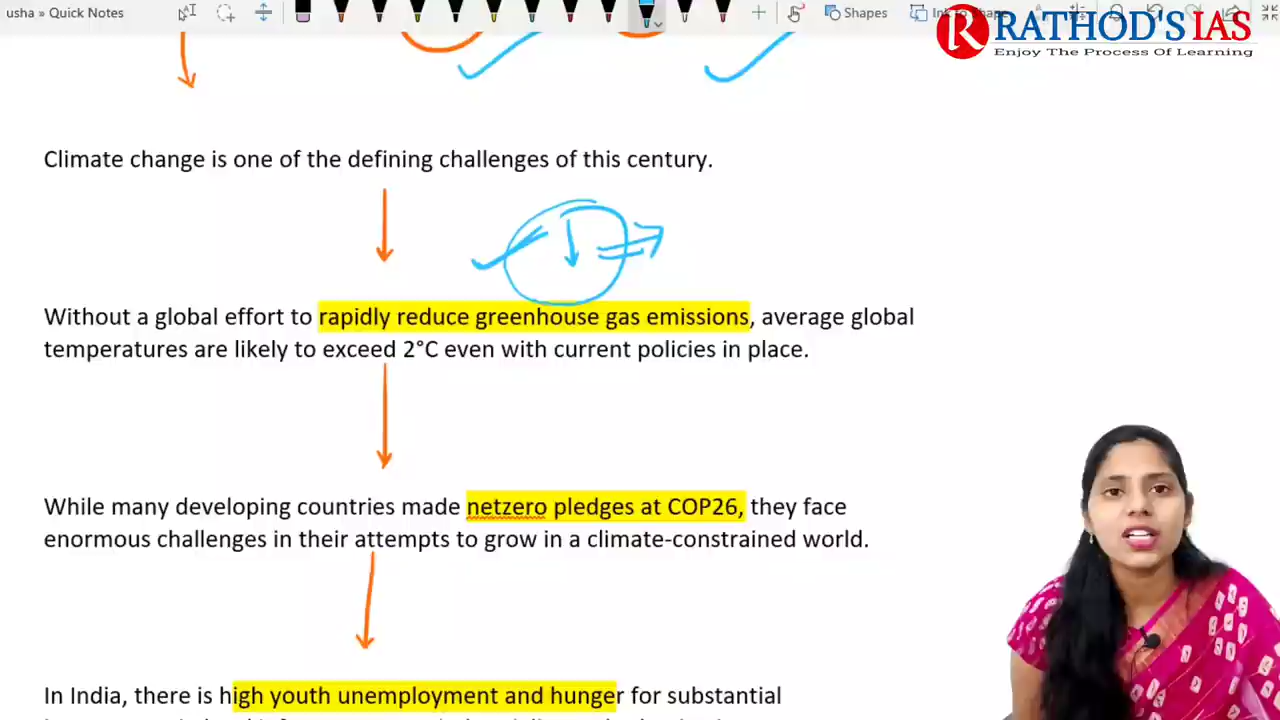 usha » Quick Notes
Shapes
RATHOD'S IAS
Enjoy The Process Of Learning
Climate change is one of the defining challenges of this century.
Without a global effort to rapidly reduce greenhouse gas emissions, average global
temperatures are likely to exceed 2°C even with current policies in place.
While many developing countries made netzero pledges at COP26, they face
enormous challenges in their attempts to grow in a climate-constrained world.
In India, there is high youth unemployment and hunger for substantial